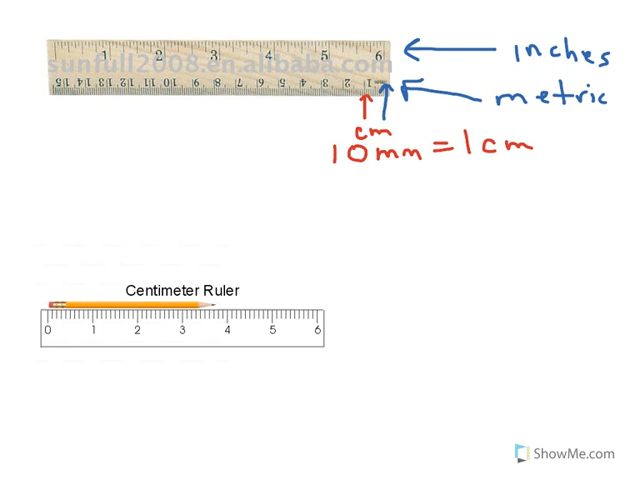 1 2 3 4 5 6
inches
sunfull2008.en.alibaba.com
15 14 13 12 11 10 9 8 7 6 5 4 3 2 1
metric
cm
10mm = 1cm
Centimeter Ruler
0 1 2 3 4 5 6
ShowMe.com